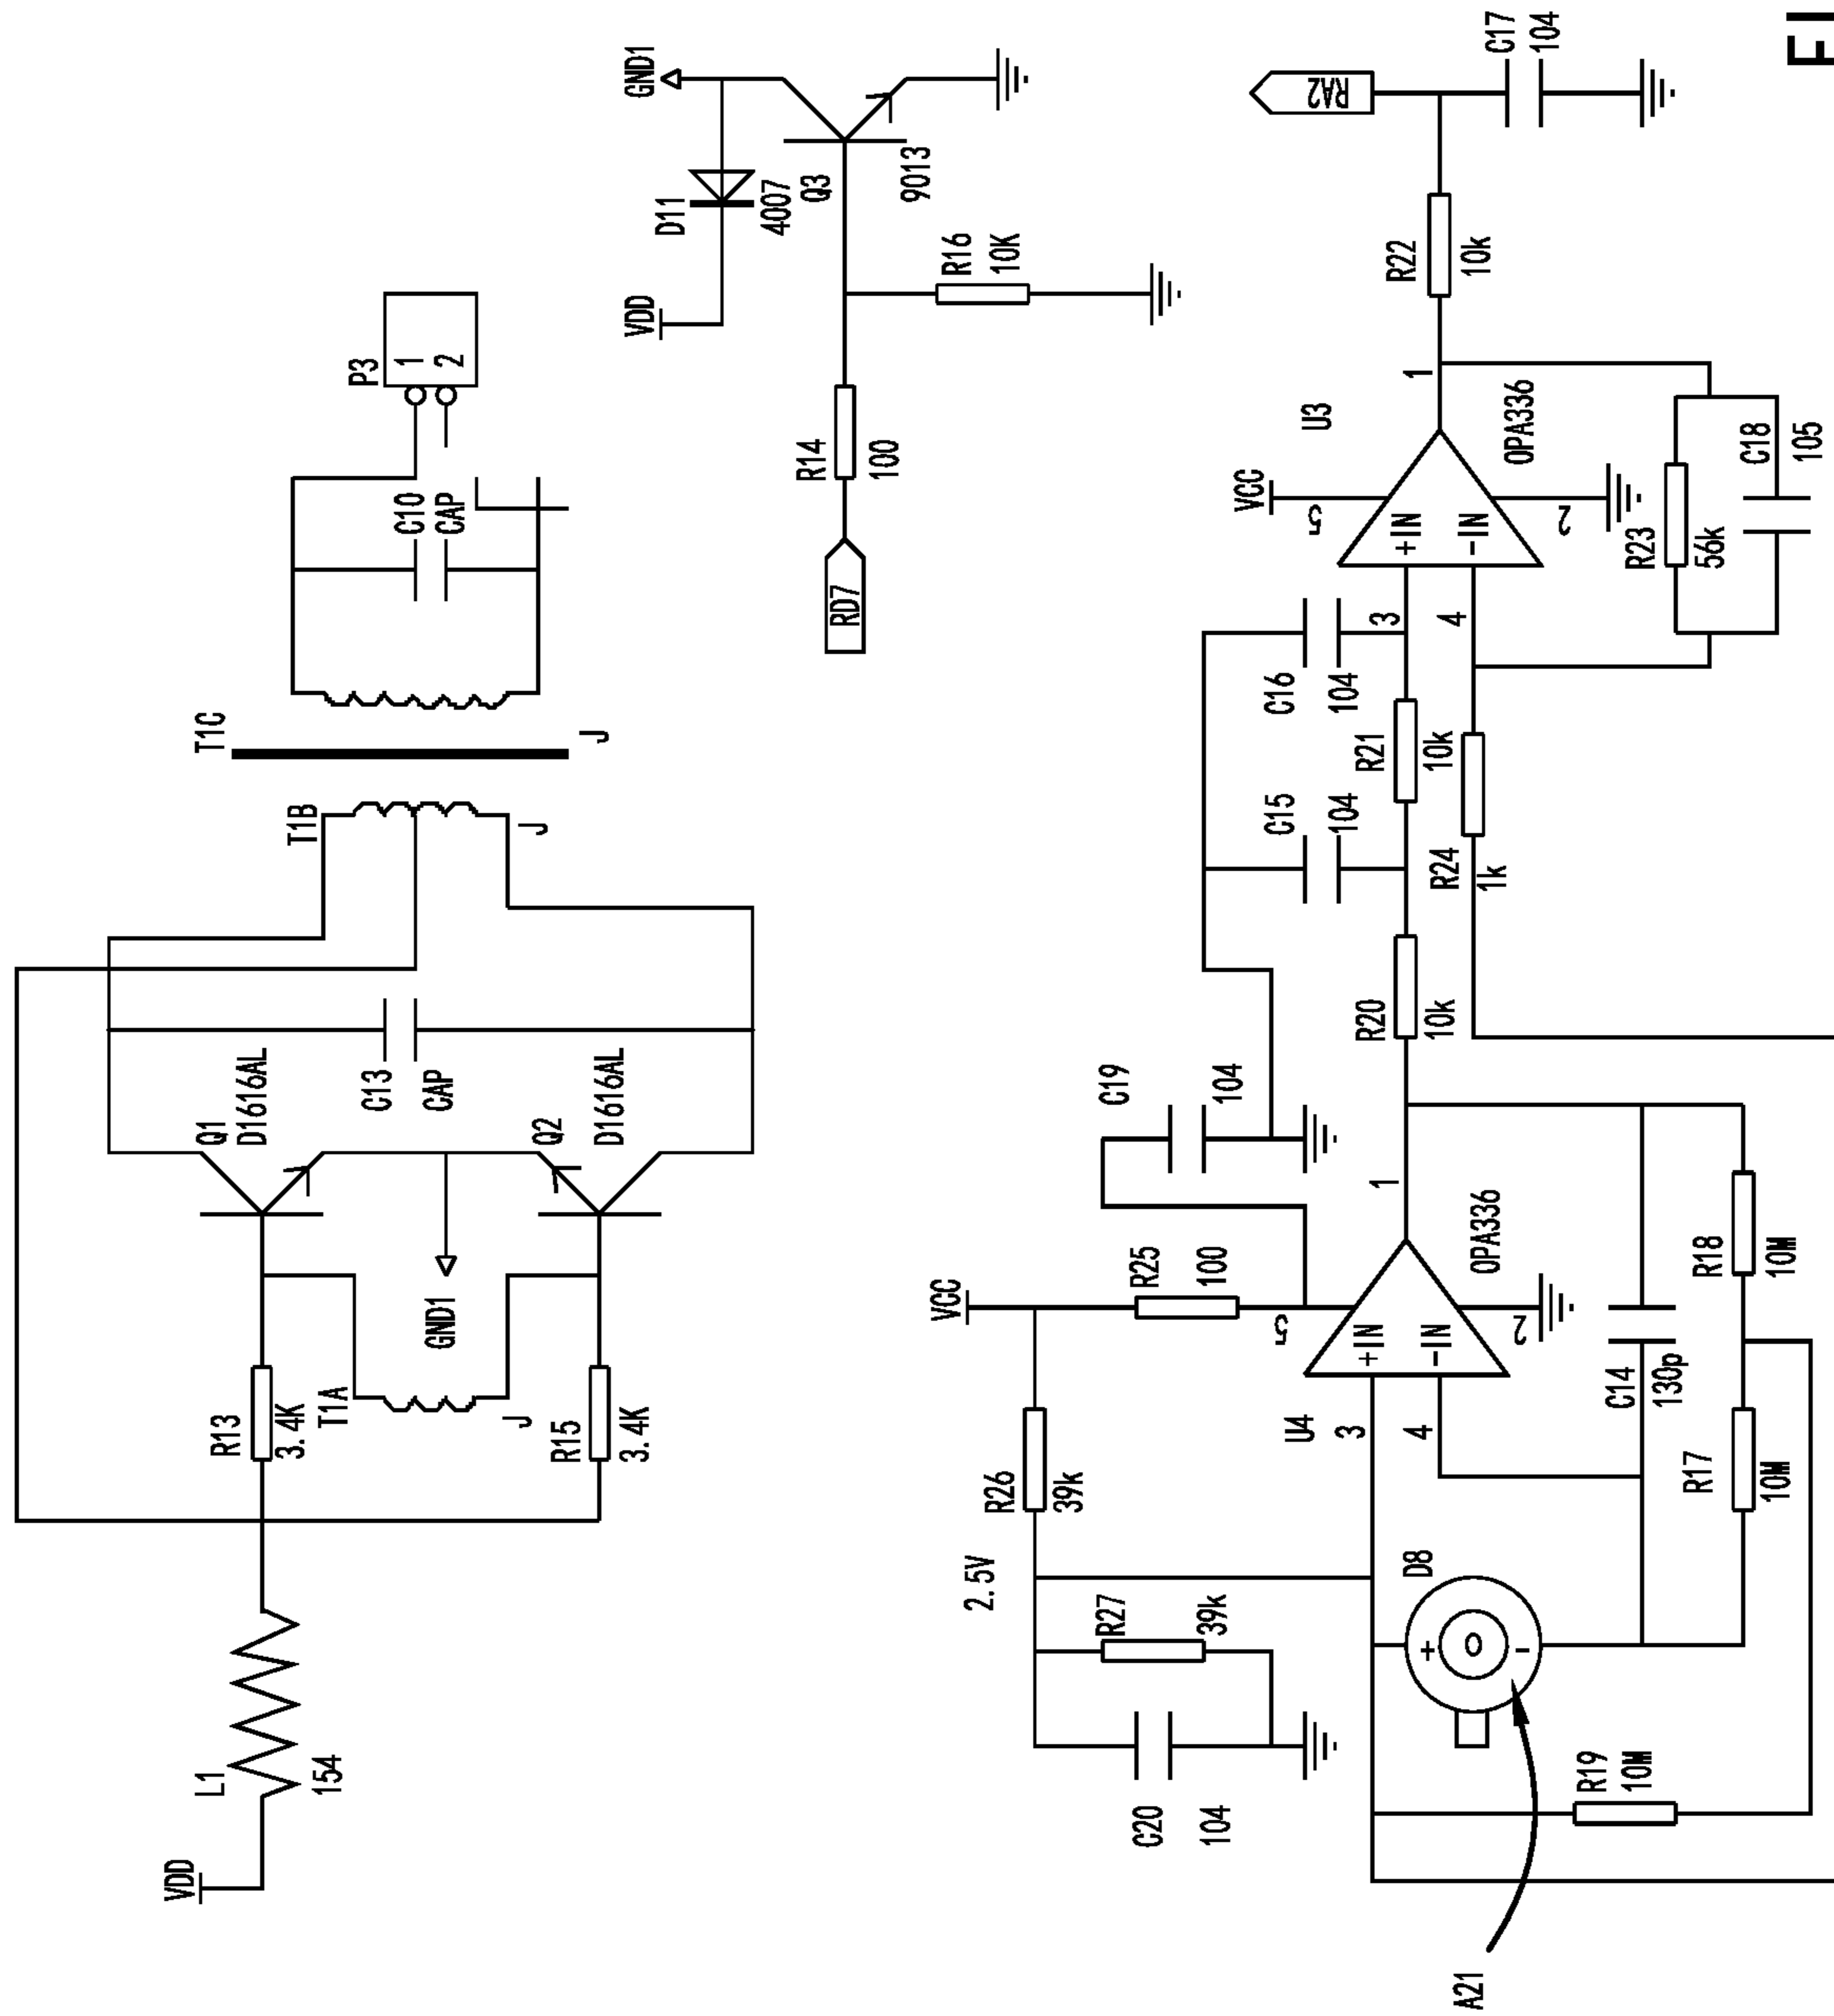 VDD
L1
154
R13
3.4K
T1A
J
R15
3.4K
GND1
Q1
D1616AL
Q2
D1616AL
C13
CAP
T1B
J
T1C
J
C10
CAP
P3
1
2
RD7
R14
100
R16
10K
VDD
D11
4007
Q3
9013
GND1
A21
C20
104
R27
39k
2.5V
R26
39k
VCC
R25
100
C19
104
D8
+
0
-
R19
10M
R17
10M
R18
10M
C14
130p
U4
3
4
+IN
-IN
5
2
1
OPA336
R20
10k
C15
104
R21
10k
C16
104
R24
1k
3
4
+IN
-IN
VCC
5
2
U3
1
OPA336
R23
56k
C18
105
R22
10k
RA2
C17
104